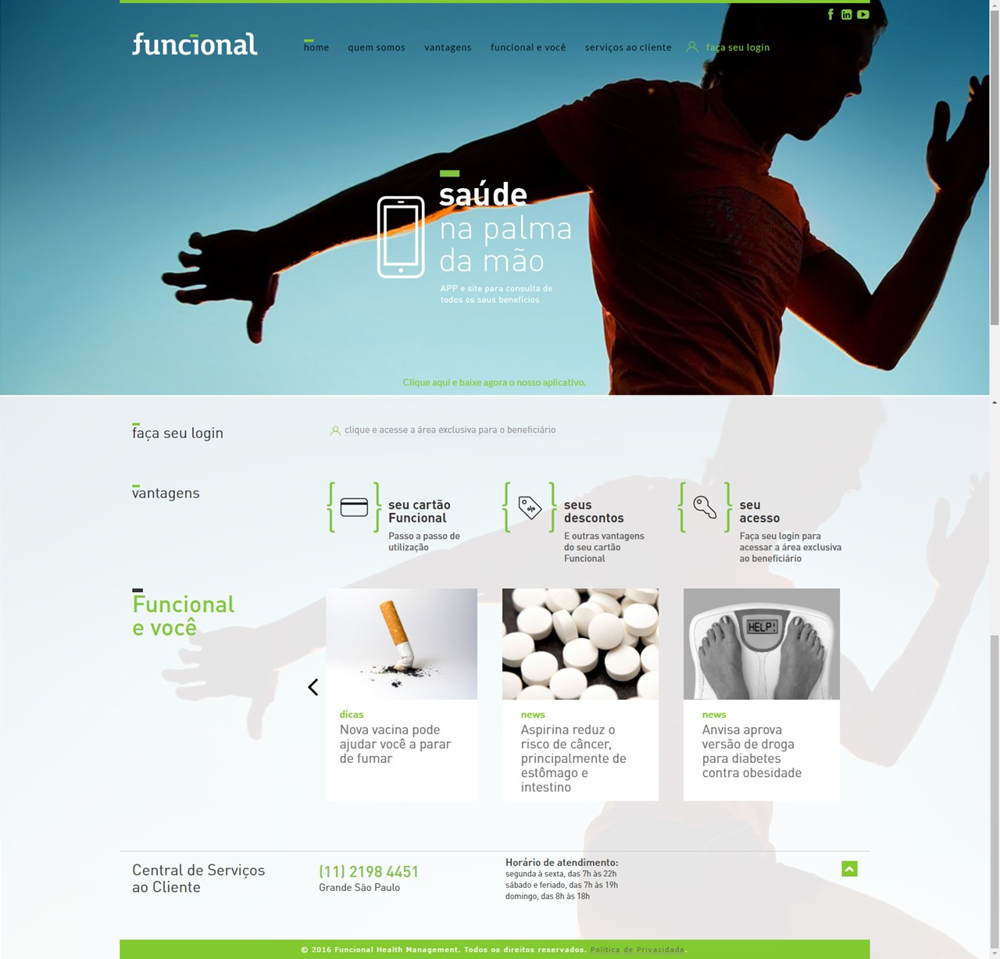 funcional
home quem somos vantagens funcional e você serviços ao cliente faça seu login
saúde
na palma
da mão
APP e site para consulta de
todos os seus benefícios
Clique aqui e baixe agora o nosso aplicativo.
faça seu login
clique e acesse a área exclusiva para o beneficiário
vantagens
seu cartão
Funcional
Passo a passo de
utilização
%
seus
descontos
E outras vantagens
do seu cartão
Funcional
seu
acesso
Faça seu login para
acessar a área exclusiva
ao beneficiário
Funcional
e você
dicas
Nova vacina pode
ajudar você a parar
de fumar
news
Aspirina reduz o
risco de câncer,
principalmente de
estômago e
intestino
HELP!
news
Anvisa aprova
versão de droga
para diabetes
contra obesidade
Central de Serviços
ao Cliente
(11) 2198 4451
Grande São Paulo
Horário de atendimento:
segunda à sexta, das 7h às 22h
sábado e feriado, das 7h às 19h
domingo, das 8h às 18h
© 2016 Funcional Health Management. Todos os direitos reservados. Política de Privacidade.